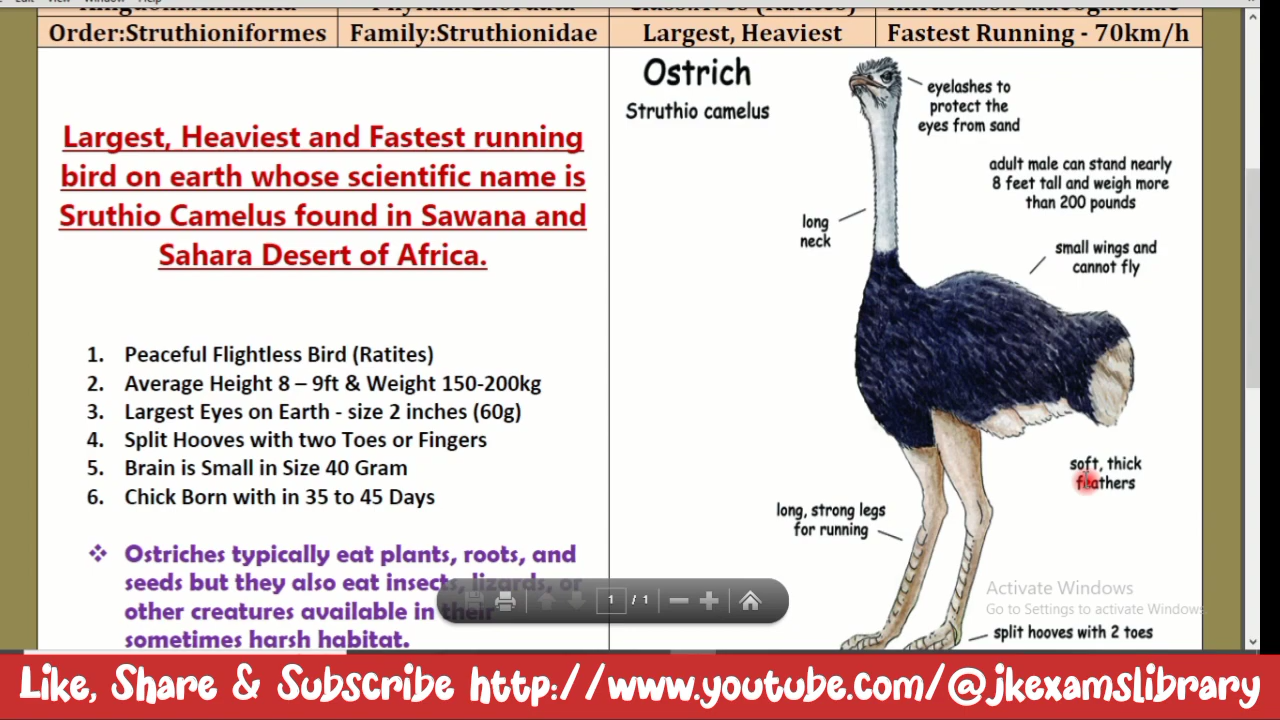 Order:Struthioniformes
Family:Struthionidae
Largest, Heaviest
Fastest Running - 70km/h
Largest, Heaviest and Fastest running
bird on earth whose scientific name is
Sruthio Camelus found in Sawana and
Sahara Desert of Africa.
1. Peaceful Flightless Bird (Ratites)
2. Average Height 8 – 9ft & Weight 150-200kg
3. Largest Eyes on Earth - size 2 inches (60g)
4. Split Hooves with two Toes or Fingers
5. Brain is Small in Size 40 Gram
6. Chick Born with in 35 to 45 Days
❖ Ostriches typically eat plants, roots, and
seeds but they also eat insects, lizards, or
other creatures available in their
sometimes harsh habitat.
Ostrich
Struthio camelus
eyelashes to
protect the
eyes from sand
adult male can stand nearly
8 feet tall and weigh more
than 200 pounds
long
neck
small wings and
cannot fly
soft, thick
feathers
long, strong legs
for running
split hooves with 2 toes
1 / 1
Activate Windows
Go to Settings to activate Windows
Like, Share & Subscribe http://www.youtube.com/@jkexamslibrary